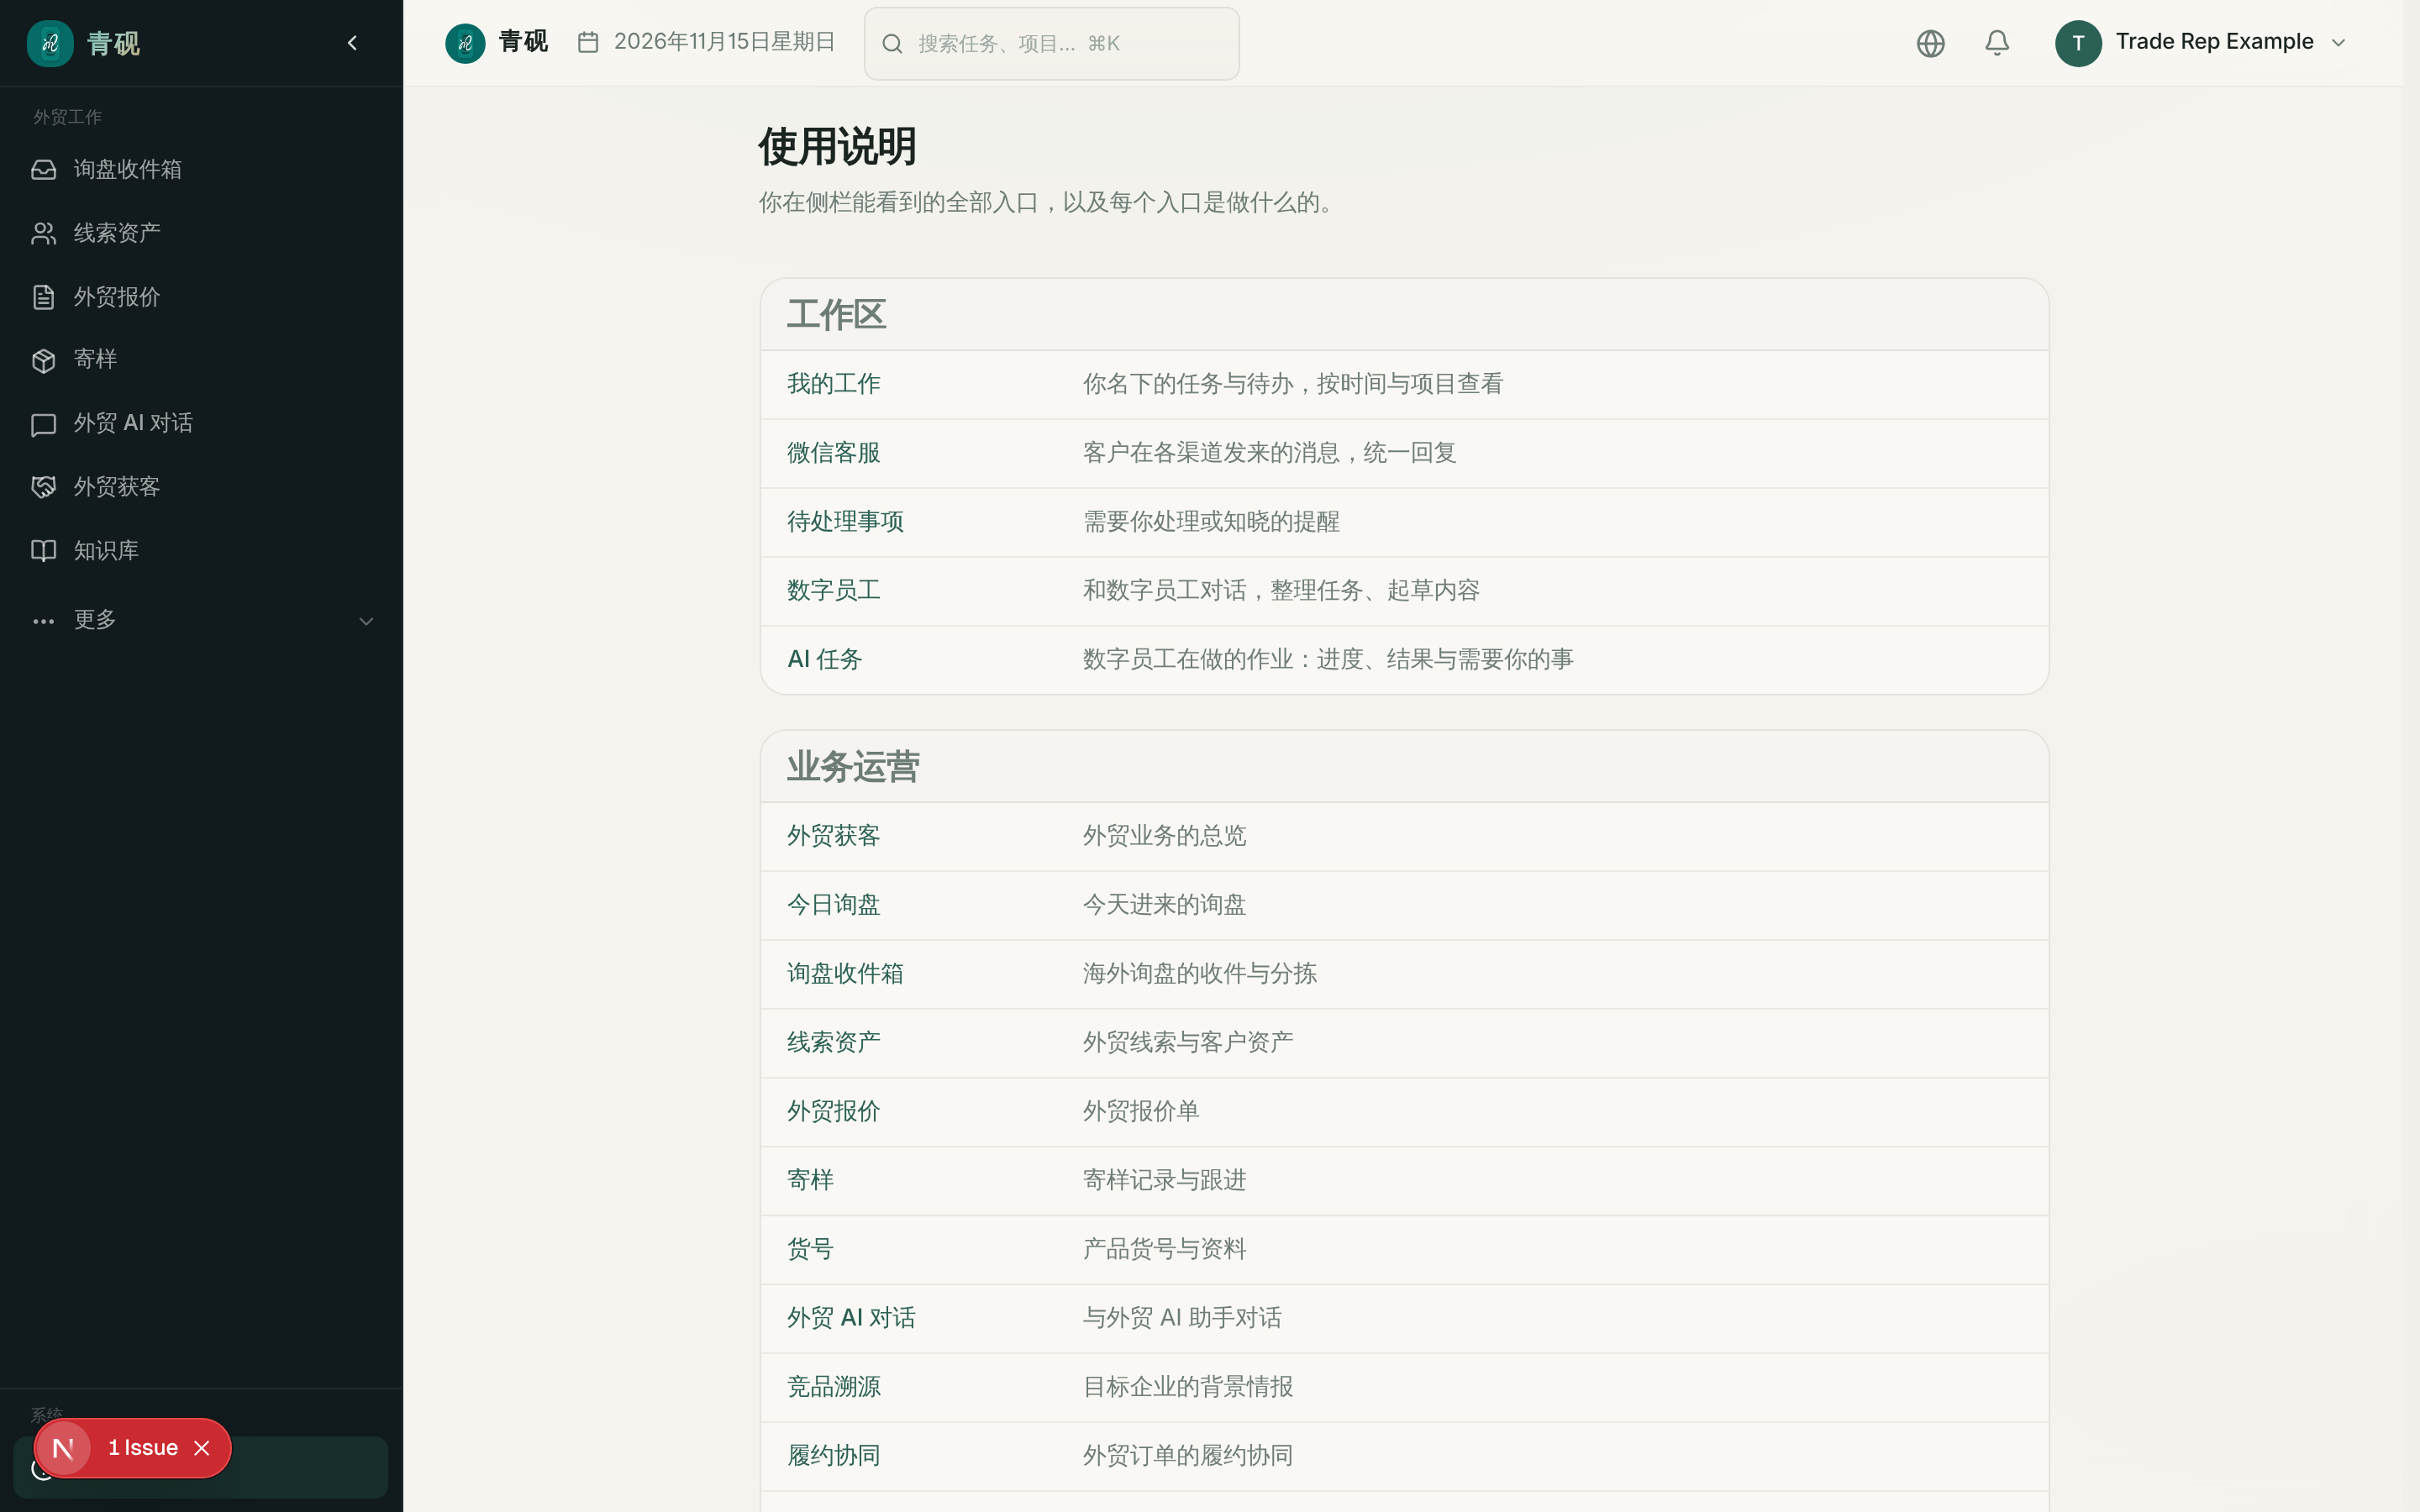 青砚
外贸工作
询盘收件箱
线索资产
外贸报价
寄样
外贸 AI 对话
外贸获客
知识库
更多
系统
1 Issue
青砚
2026年11月15日星期日
搜索任务、项目... ⌘K
T
Trade Rep Example
使用说明
你在侧栏能看到的全部入口，以及每个入口是做什么的。
工作区
我的工作 你名下的任务与待办，按时间与项目查看
微信客服 客户在各渠道发来的消息，统一回复
待处理事项 需要你处理或知晓的提醒
数字员工 和数字员工对话，整理任务、起草内容
AI 任务 数字员工在做的作业：进度、结果与需要你的事
业务运营
外贸获客 外贸业务的总览
今日询盘 今天进来的询盘
询盘收件箱 海外询盘的收件与分拣
线索资产 外贸线索与客户资产
外贸报价 外贸报价单
寄样 寄样记录与跟进
货号 产品货号与资料
外贸 AI 对话 与外贸 AI 助手对话
竞品溯源 目标企业的背景情报
履约协同 外贸订单的履约协同